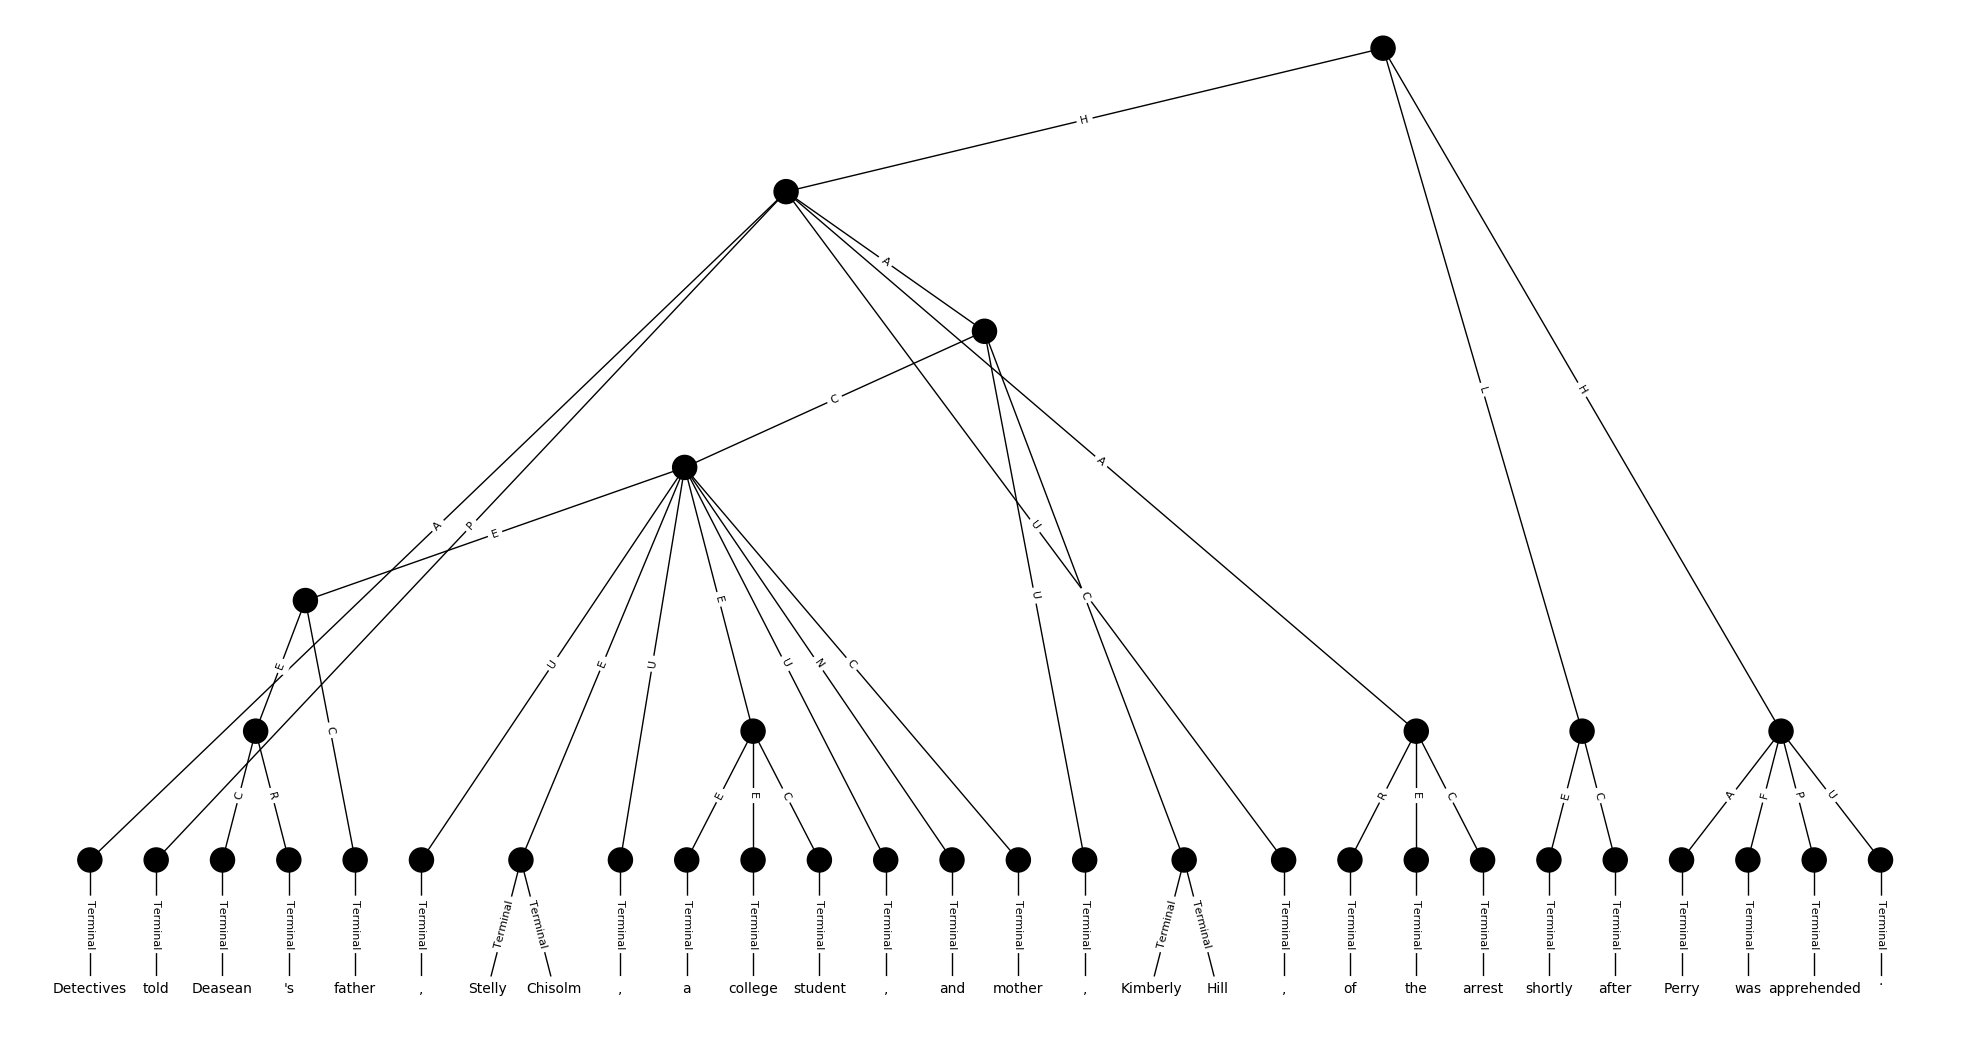 H
A
L
H
C
A
A
P
E
U
E
U
C
E
U
E
U
U
N
C
C
C
R
E
E
C
R
E
C
E
C
A
F
P
U
Terminal Terminal Terminal Terminal Terminal Terminal Terminal Terminal Terminal Terminal Terminal Terminal Terminal Terminal Terminal Terminal Terminal Terminal Terminal Terminal Terminal Terminal Terminal Terminal Terminal Terminal Terminal Terminal
Detectives told Deasean 's father , Stelly Chisolm , a college student , and mother , Kimberly Hill , of the arrest shortly after Perry was apprehended .